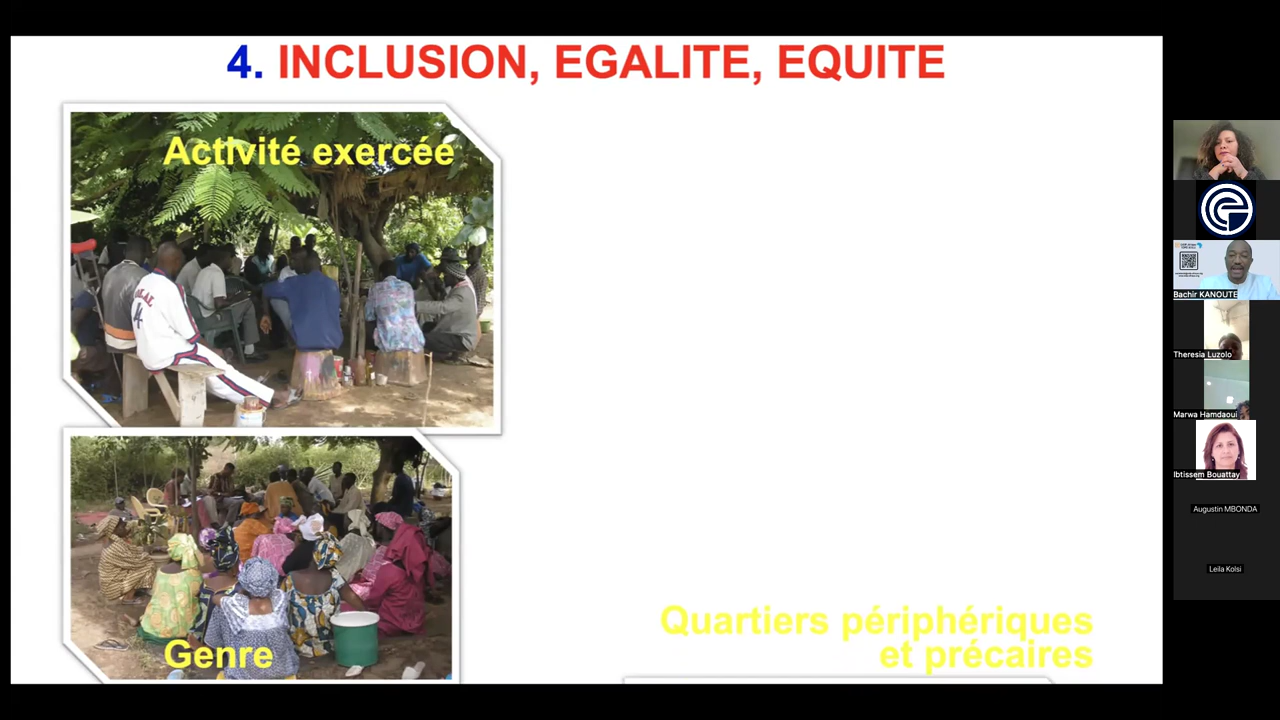 4. INCLUSION, EGALITE, EQUITE
Activité exercée
Genre
Quartiers périphériques
et précaires
Bachir KANOUTE
Theresia Luzolo
Marwa Hamdaoui
Ibtissem Bouattay
Augustin MBONDA
Leila Kolsi